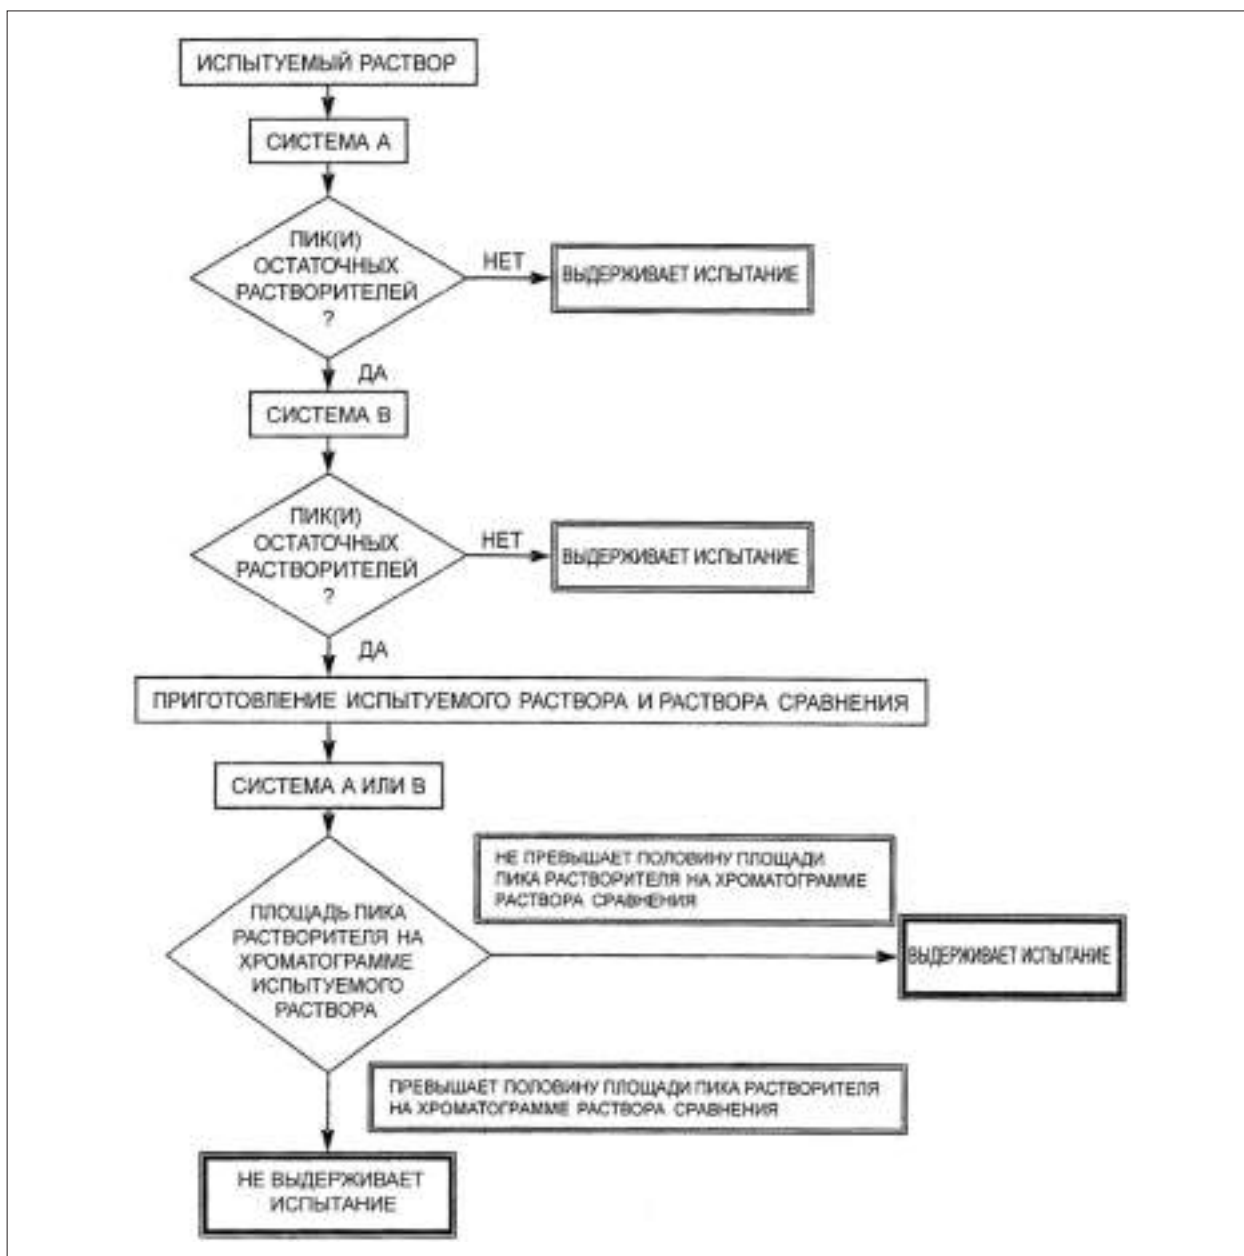 ИСПЫТУЕМЫЙ РАСТВОР
СИСТЕМА А
ПИК(И)
ОСТАТОЧНЫХ
РАСТВОРИТЕЛЕЙ
?
НЕТ
ВЫДЕРЖИВАЕТ ИСПЫТАНИЕ
ДА
СИСТЕМА В
ПИК(И)
ОСТАТОЧНЫХ
РАСТВОРИТЕЛЕЙ
?
НЕТ
ВЫДЕРЖИВАЕТ ИСПЫТАНИЕ
ДА
ПРИГОТОВЛЕНИЕ ИСПЫТУЕМОГО РАСТВОРА И РАСТВОРА СРАВНЕНИЯ
СИСТЕМА А ИЛИ В
ПЛОЩАДЬ ПИКА
РАСТВОРИТЕЛЯ НА
ХРОМАТОГРАММЕ
ИСПЫТУЕМОГО
РАСТВОРА
НЕ ПРЕВЫШАЕТ ПОЛОВИНУ ПЛОЩАДИ
ПИКА РАСТВОРИТЕЛЯ НА ХРОМАТОГРАММЕ
РАСТВОРА СРАВНЕНИЯ
ВЫДЕРЖИВАЕТ ИСПЫТАНИЕ
ПРЕВЫШАЕТ ПОЛОВИНУ ПЛОЩАДИ ПИКА РАСТВОРИТЕЛЯ
НА ХРОМАТОГРАММЕ РАСТВОРА СРАВНЕНИЯ
НЕ ВЫДЕРЖИВАЕТ
ИСПЫТАНИЕ